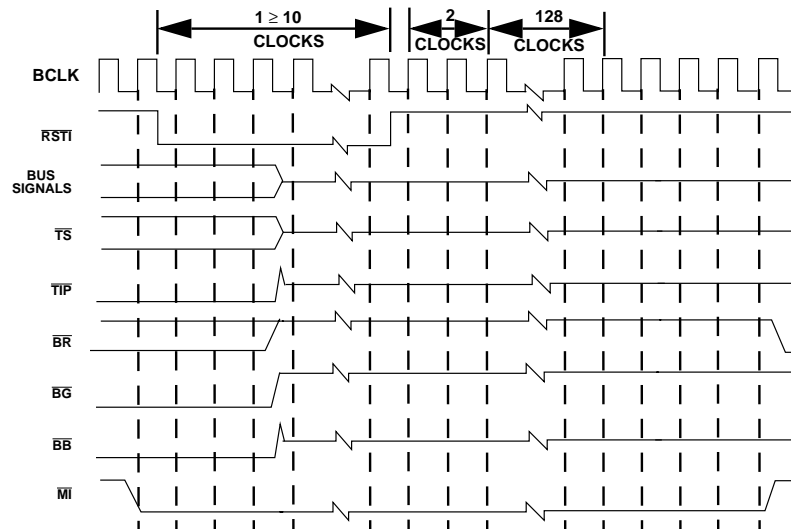 1 ≥ 10
CLOCKS
2
CLOCKS
128
CLOCKS
BCLK
RSTI
BUS
SIGNALS
TS
TIP
BR
BG
BB
MI